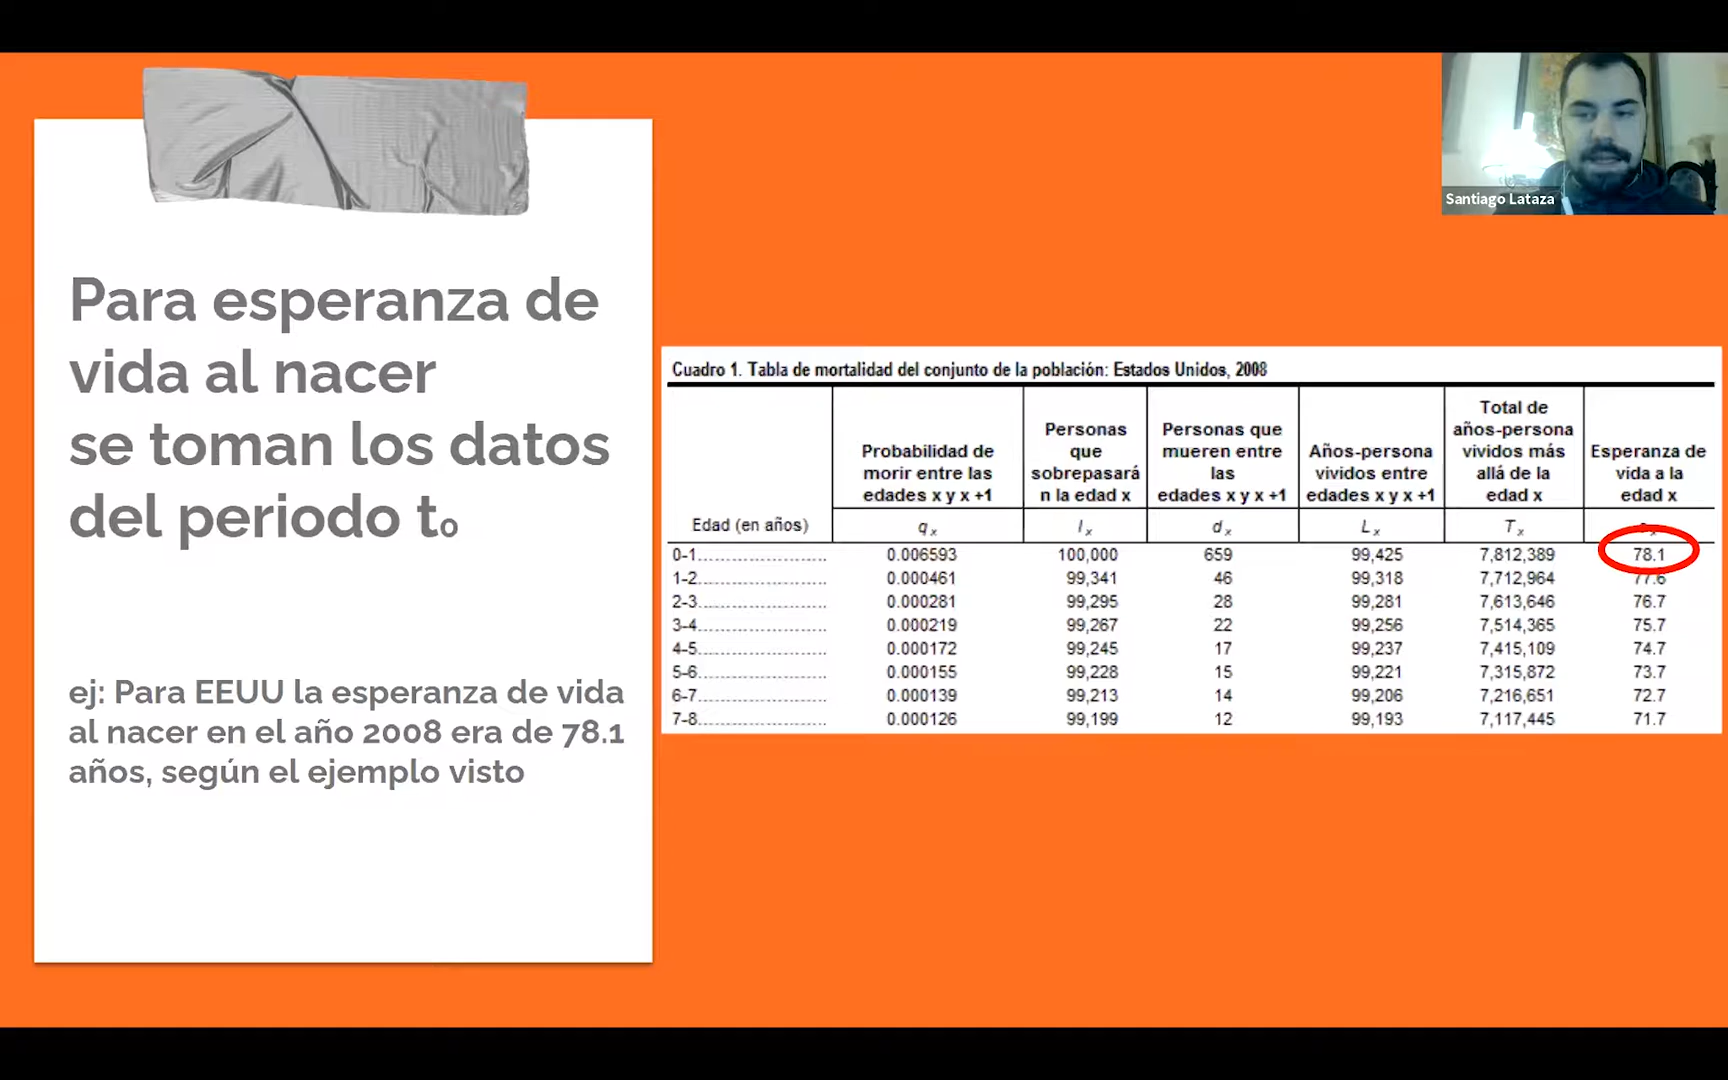 Santiago Lataza
Para esperanza de
vida al nacer
se toman los datos
del periodo t₀
ej: Para EEUU la esperanza de vida
al nacer en el año 2008 era de 78.1
años, según el ejemplo visto
Cuadro 1. Tabla de mortalidad del conjunto de la población: Estados Unidos, 2008
Edad (en años)
Probabilidad de
morir entre las
edades x y x +1
q x
Personas
que
sobrepasará
n la edad x
l x
Personas que
mueren entre
las
edades x y x +1
d x
Años-persona
vividos entre
edades x y x +1
L x
Total de
años-persona
vividos más
allá de la
edad x
T x
Esperanza de
vida a la
edad x
0-1 0.006593 100,000 659 99,425 7,812,389 78.1
1-2 0.000461 99,341 46 99,318 7,712,964 77.6
2-3 0.000281 99,295 28 99,281 7,613,646 76.7
3-4 0.000219 99,267 22 99,256 7,514,365 75.7
4-5 0.000172 99,245 17 99,237 7,415,109 74.7
5-6 0.000155 99,228 15 99,221 7,315,872 73.7
6-7 0.000139 99,213 14 99,206 7,216,651 72.7
7-8 0.000126 99,199 12 99,193 7,117,445 71.7